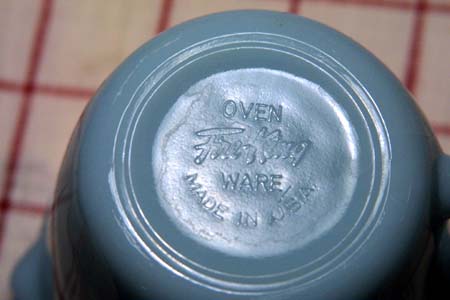 OVEN
Fire-King
WARE
MADE IN U.S.A.